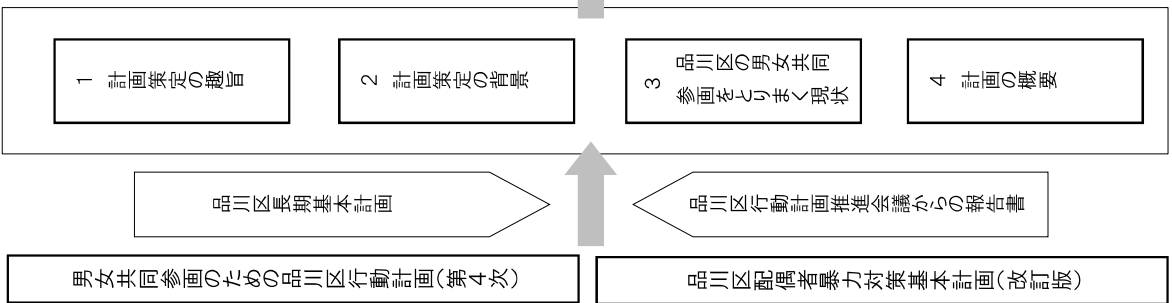 1 計画策定の趣旨
2 計画策定の背景
3 品川区の男女共同
参画をとりまく現状
4 計画の概要
品川区長期基本計画
品川区行動計画推進会議からの報告書
男女共同参画のための品川区行動計画(第4次)
品川区配偶者暴力対策基本計画(改訂版)